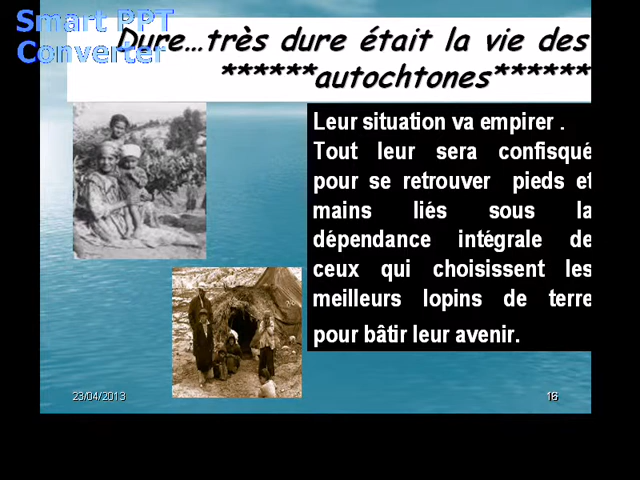 Smart PPT
Converter
Dure...très dure était la vie des
******autochtones******
Leur situation va empirer .
Tout leur sera confisqué
pour se retrouver pieds et
mains liés sous la
dépendance intégrale de
ceux qui choisissent les
meilleurs lopins de terre
pour bâtir leur avenir.
23/04/2013
16